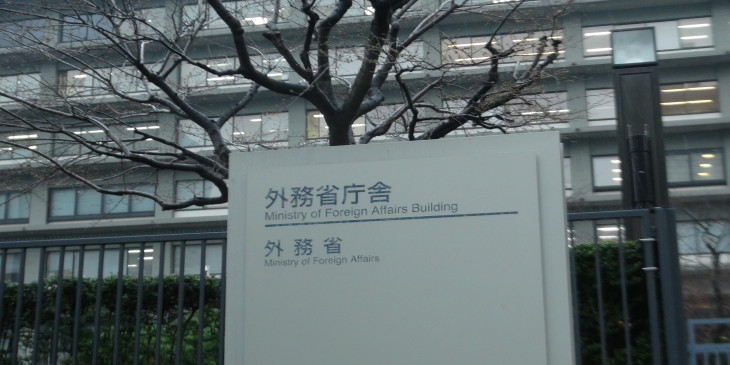 外務省庁舎
Ministry of Foreign Affairs Building
外務省
Ministry of Foreign Affairs